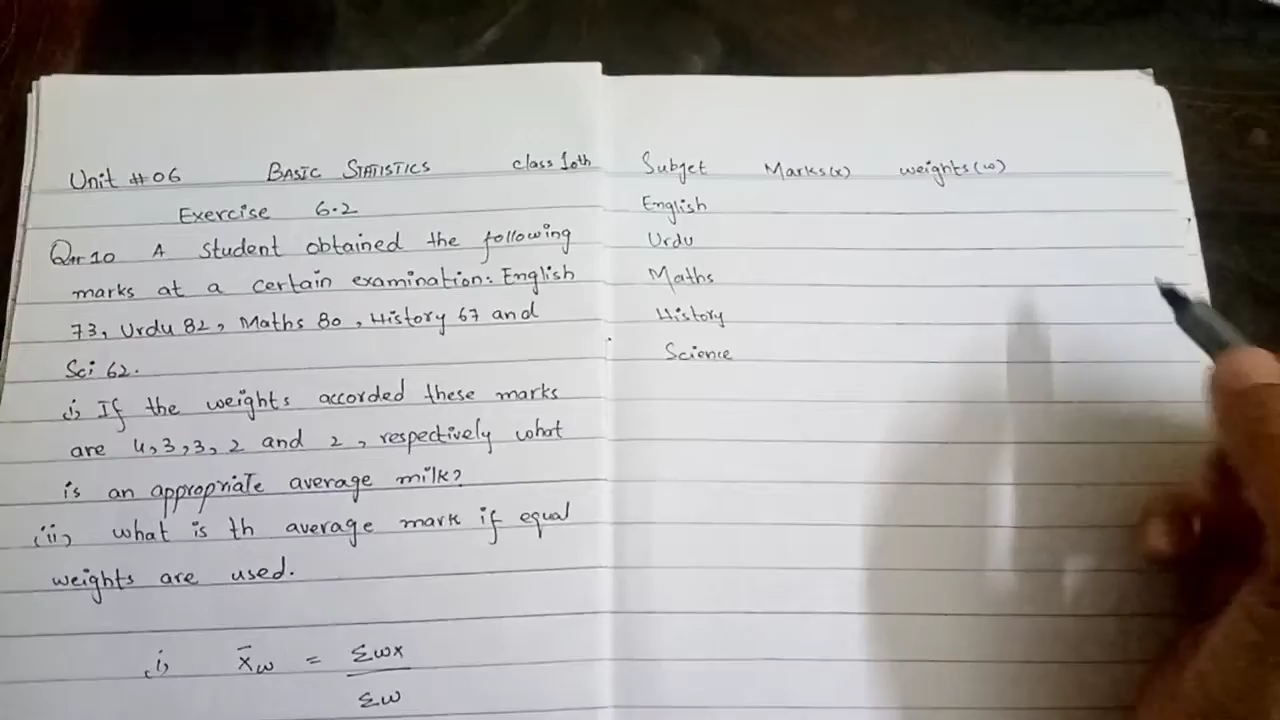 Unit #06 BASIC STATISTICS class 10th
Exercise 6.2
Qno 10 A student obtained the following
marks at a certain examination: English
73, Urdu 82, Maths 80, History 67 and
Sci 62.
i) If the weights accorded these marks
are 4,3,3,2 and 2, respectively what
is an appropriate average milk?
(ii) what is th average mark if equal
weights are used.
i) x̄w = Σwx / Σw
Subjet Marks(x) weights(w)
English
Urdu
Maths
History
Science